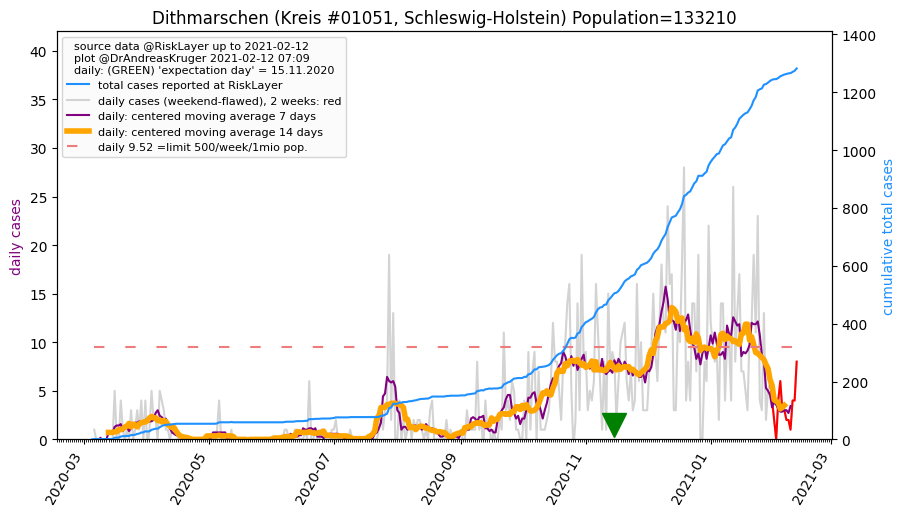 Dithmarschen (Kreis #01051, Schleswig-Holstein) Population=133210
source data @RiskLayer up to 2021-02-12
plot @DrAndreasKruger 2021-02-12 07:09
daily: (GREEN) 'expectation day' = 15.11.2020
total cases reported at RiskLayer
daily cases (weekend-flawed), 2 weeks: red
daily: centered moving average 7 days
daily: centered moving average 14 days
daily 9.52 =limit 500/week/1mio pop.
daily cases
40
35
30
25
20
15
10
5
0
cumulative total cases
1400
1200
1000
800
600
400
200
0
2020-03
2020-05
2020-07
2020-09
2020-11
2021-01
2021-03